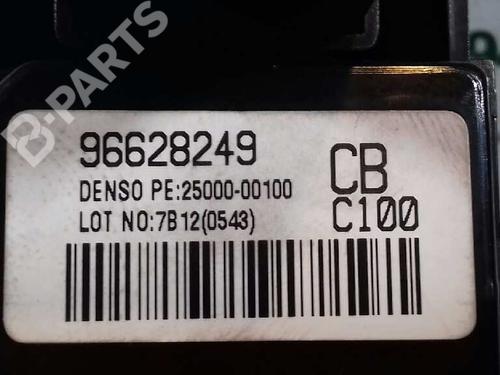 B-PARTS
96628249
CB
DENSO PE:25000-00100
C100
LOT NO:7B12(0543)